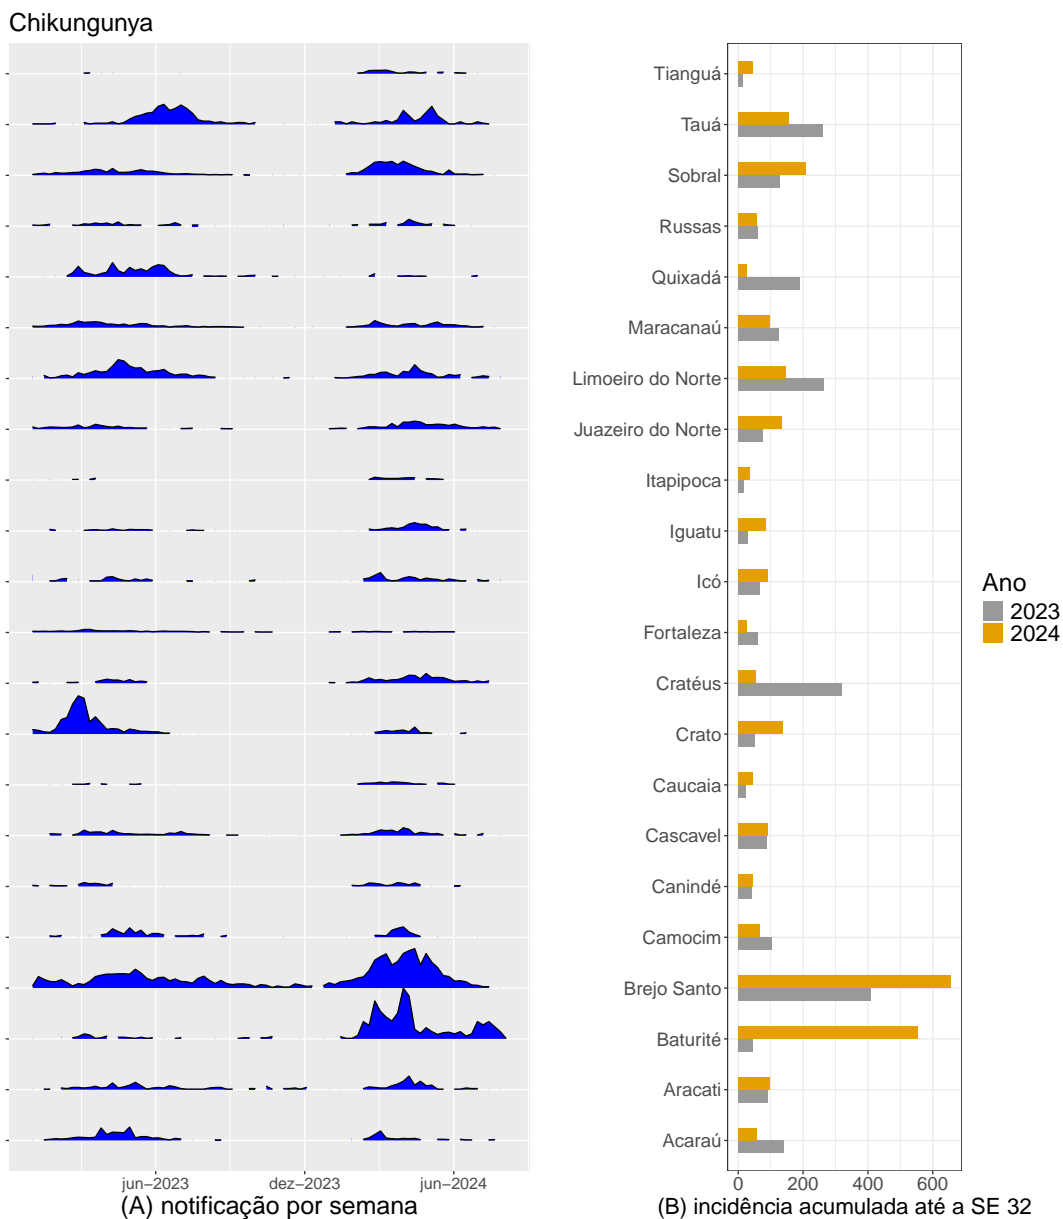 Chikungunya
Tianguá
Tauá
Sobral
Russas
Quixadá
Maracanaú
Limoeiro do Norte
Juazeiro do Norte
Itapipoca
Iguatu
Icó
Fortaleza
Cratéus
Crato
Caucaia
Cascavel
Canindé
Camocim
Brejo Santo
Baturité
Aracati
Acaraú
Ano
2023
2024
jun−2023 dez−2023 jun−2024
(A) notificação por semana
0 200 400 600
(B) incidência acumulada até a SE 32